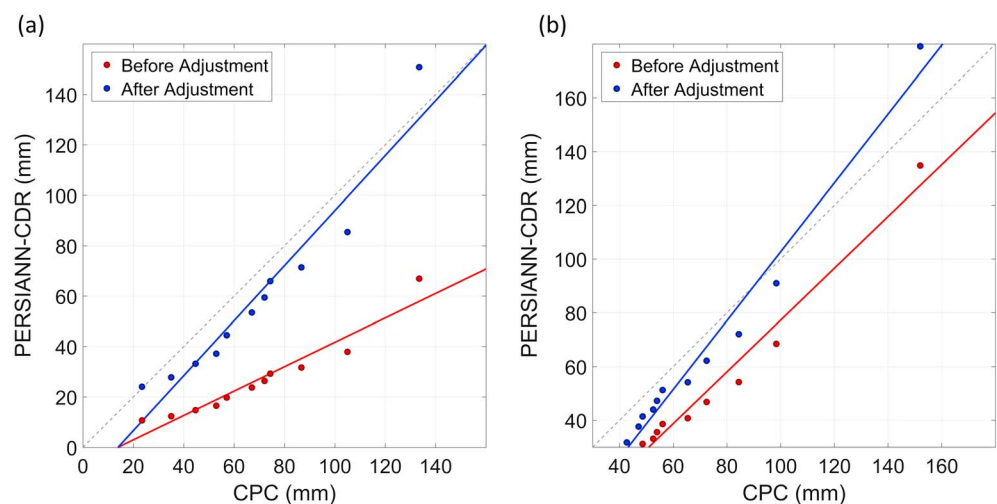 (a)
Before Adjustment
After Adjustment
PERSIANN-CDR (mm)
140
120
100
80
60
40
20
0
0 20 40 60 80 100 120 140
CPC (mm)
(b)
Before Adjustment
After Adjustment
PERSIANN-CDR (mm)
160
140
120
100
80
60
40
40 60 80 100 120 140 160
CPC (mm)